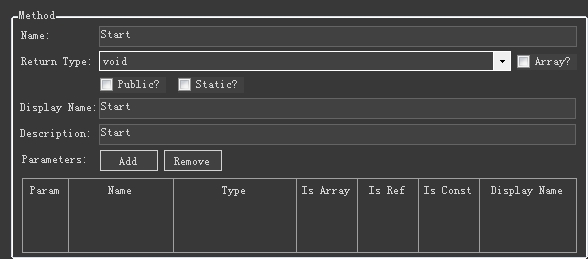 Method
Name: Start
Return Type: void Array?
Public? Static?
Display Name: Start
Description: Start
Parameters: Add Remove
Param Name Type Is Array Is Ref Is Const Display Name